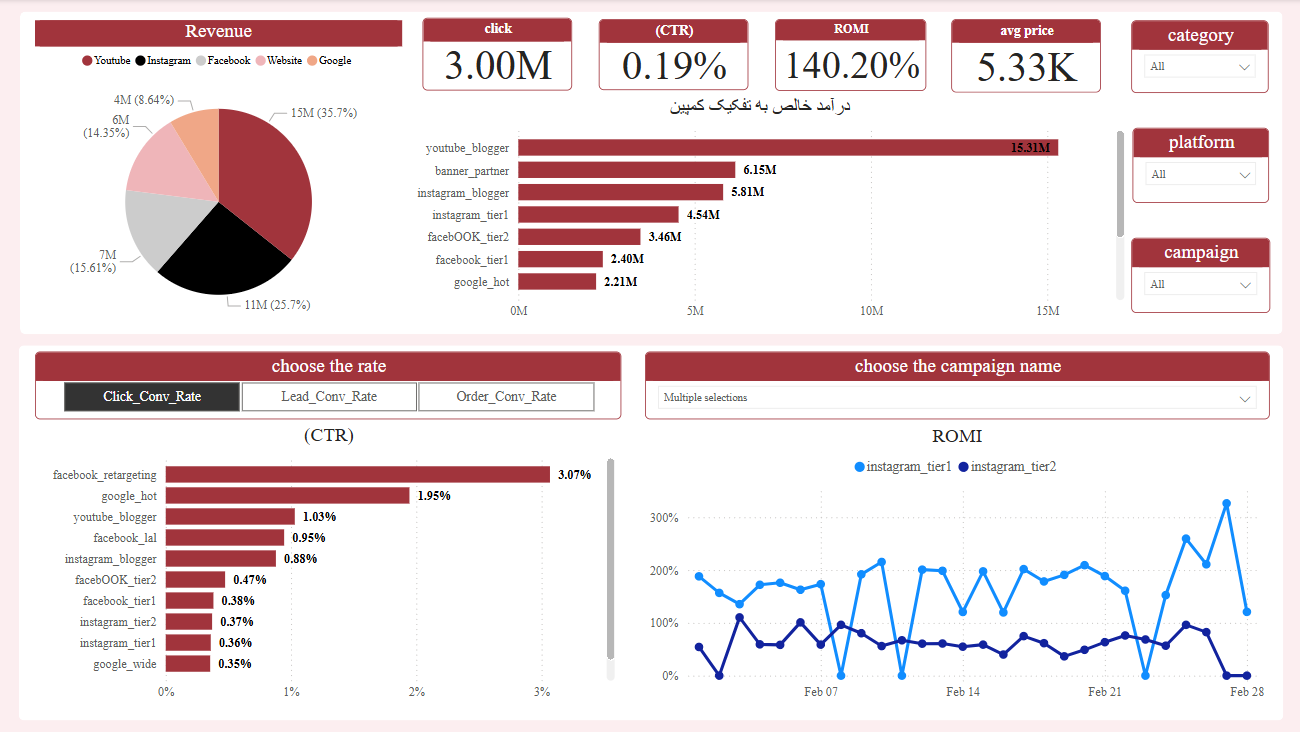 Revenue
Youtube Instagram Facebook Website Google
4M (8.64%)
15M (35.7%)
6M
(14.35%)
7M
(15.61%)
11M (25.7%)
click
3.00M
(CTR)
0.19%
ROMI
140.20%
avg price
5.33K
category
All
platform
All
campaign
All
درآمد خالص به تفکیک کمپین
youtube_blogger 15.31M
banner_partner 6.15M
instagram_blogger 5.81M
instagram_tier1 4.54M
facebOOK_tier2 3.46M
facebook_tier1 2.40M
google_hot 2.21M
0M 5M 10M 15M
choose the rate
Click_Conv_Rate Lead_Conv_Rate Order_Conv_Rate
(CTR)
facebook_retargeting 3.07%
google_hot 1.95%
youtube_blogger 1.03%
facebook_lal 0.95%
instagram_blogger 0.88%
facebOOK_tier2 0.47%
facebook_tier1 0.38%
instagram_tier2 0.37%
instagram_tier1 0.36%
google_wide 0.35%
0% 1% 2% 3%
choose the campaign name
Multiple selections
ROMI
instagram_tier1 instagram_tier2
300%
200%
100%
0%
Feb 07 Feb 14 Feb 21 Feb 28